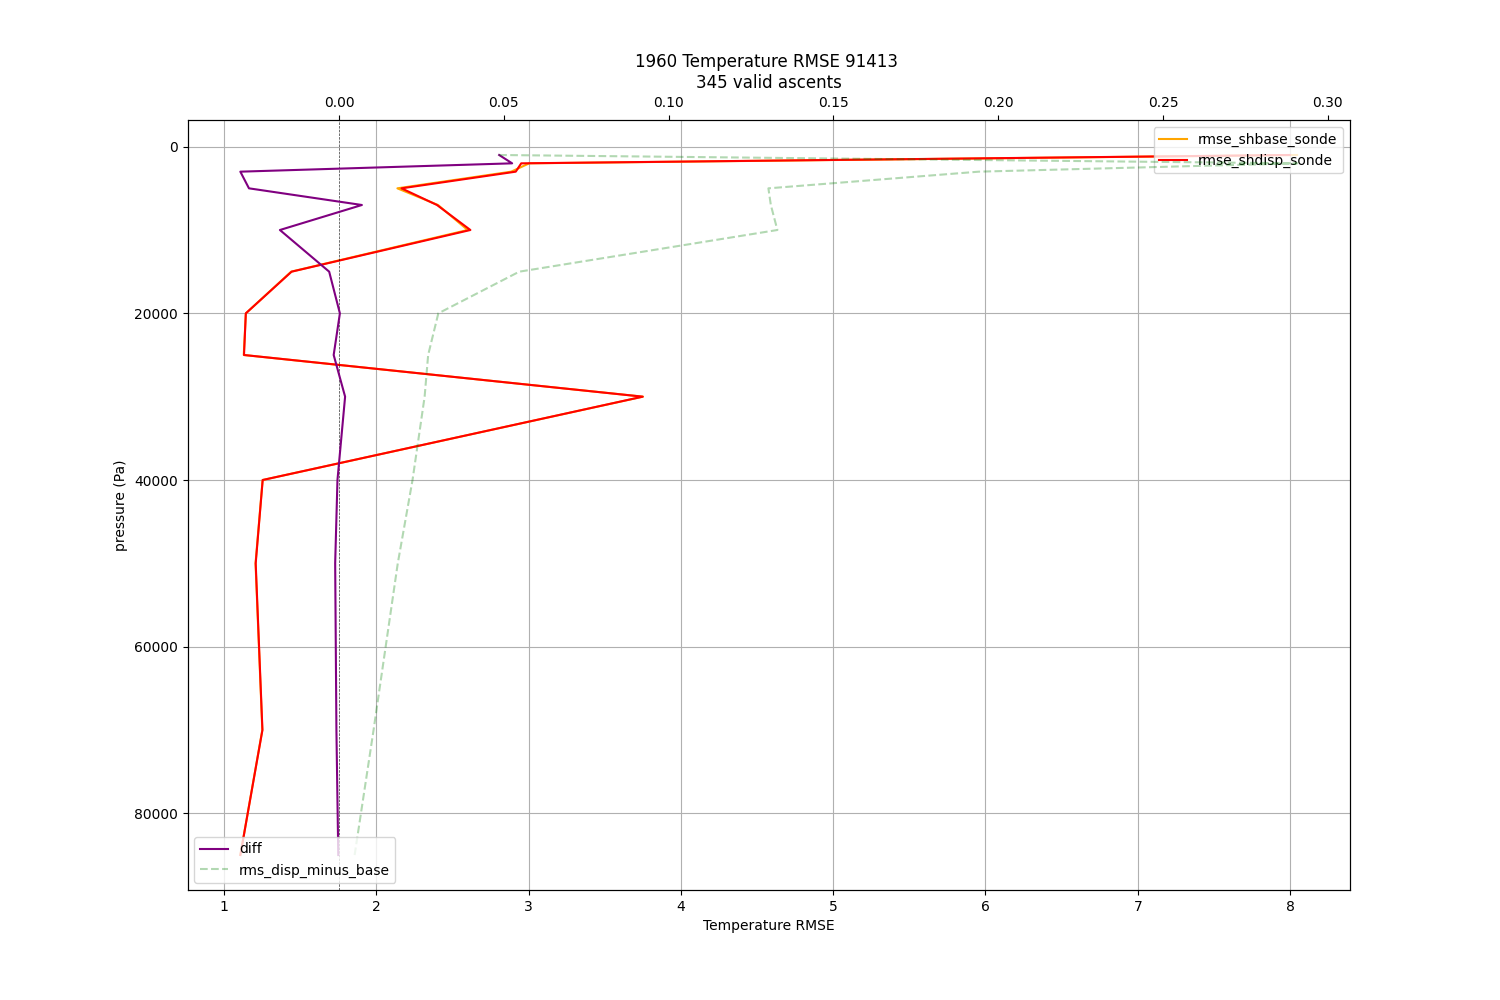 1960 Temperature RMSE 91413
345 valid ascents
0.00 0.05 0.10 0.15 0.20 0.25 0.30
rmse_shbase_sonde
rmse_shdisp_sonde
0
20000
40000
60000
80000
pressure (Pa)
diff
rms_disp_minus_base
1 2 3 4 5 6 7 8
Temperature RMSE